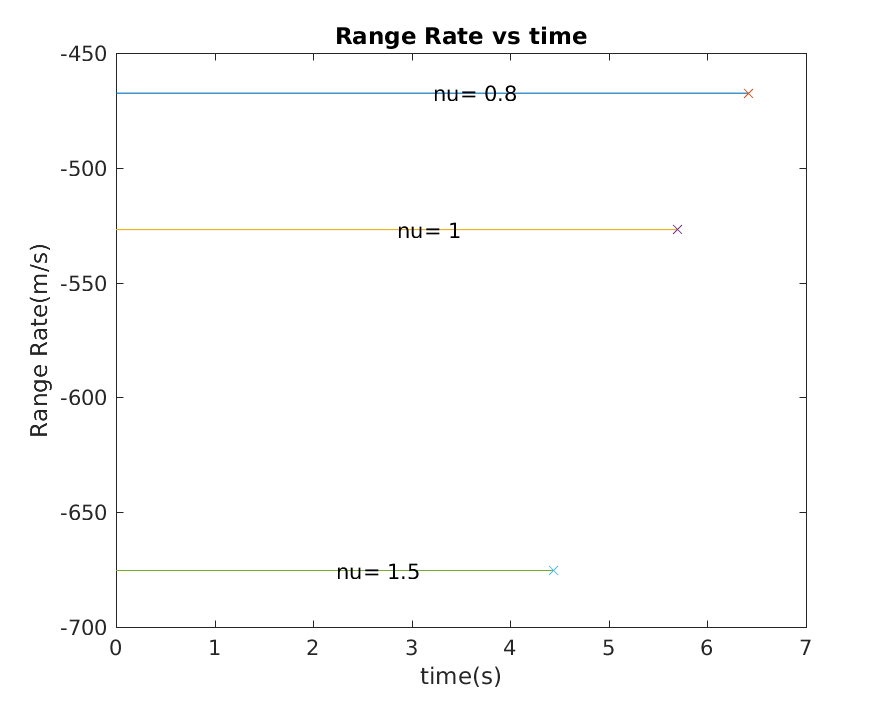 Range Rate vs time
-450
nu= 0.8
-500
nu= 1
-550
-600
-650
nu= 1.5
-700
Range Rate(m/s)
0 1 2 3 4 5 6 7
time(s)